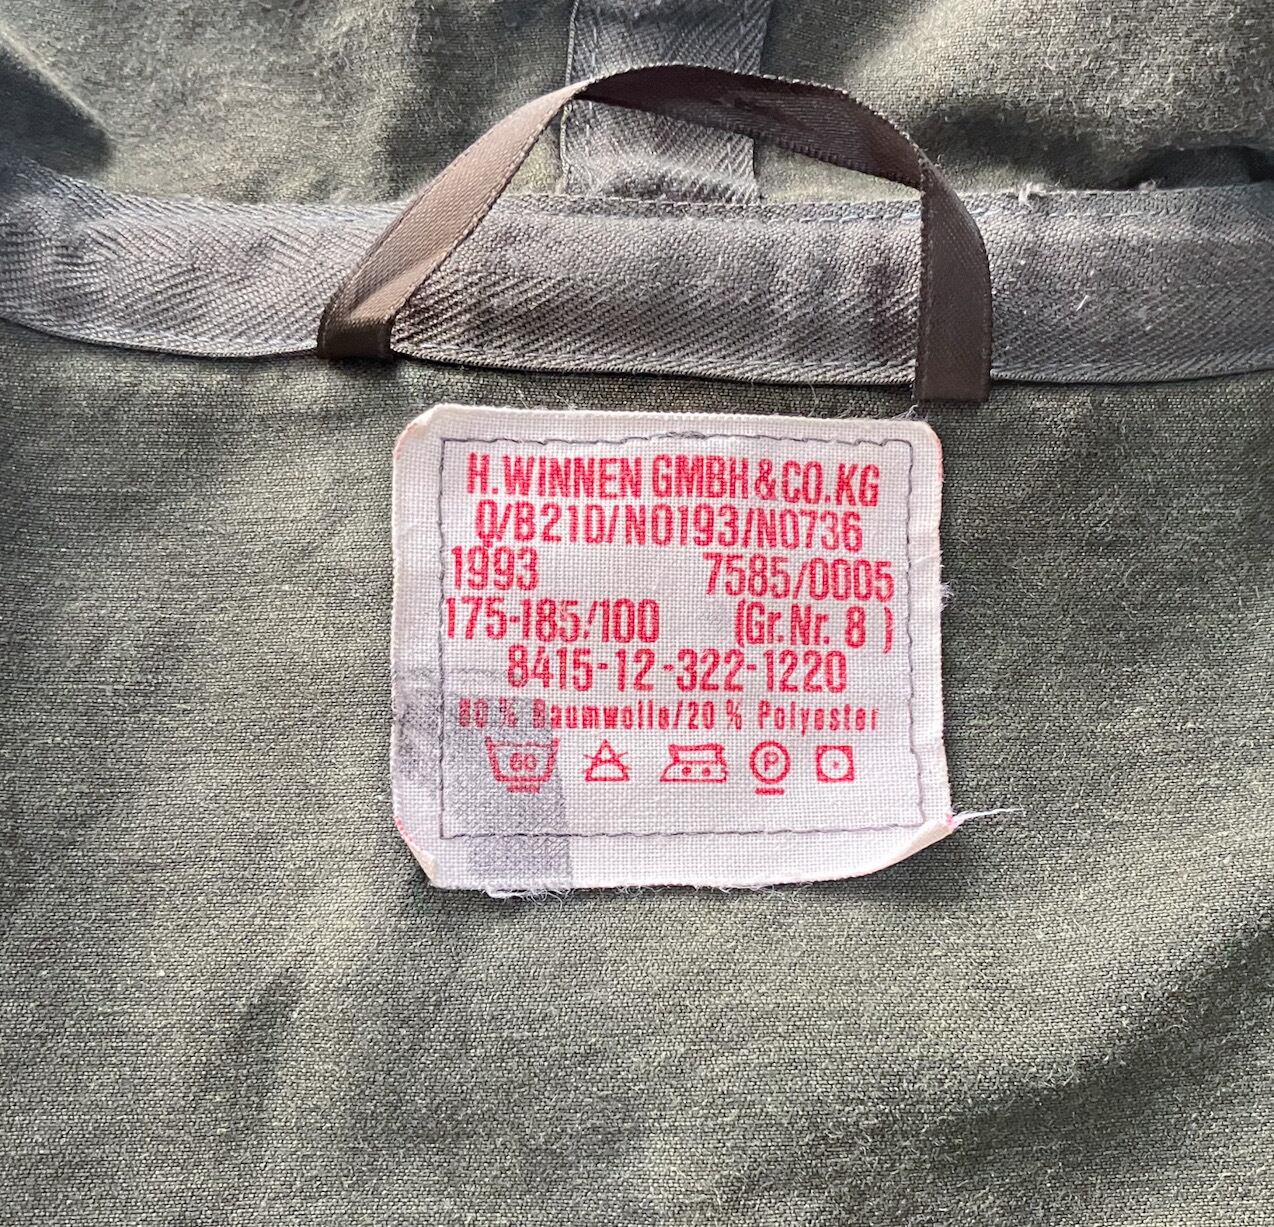 H. WINNEN GMBH & CO. KG
Q/B21D/N0193/N0736
1993 7585/0005
175-185/100 (Gr. Nr. 8 )
8415-12-322-1220
80 % Baumwolle/20 % Polyester
60 P